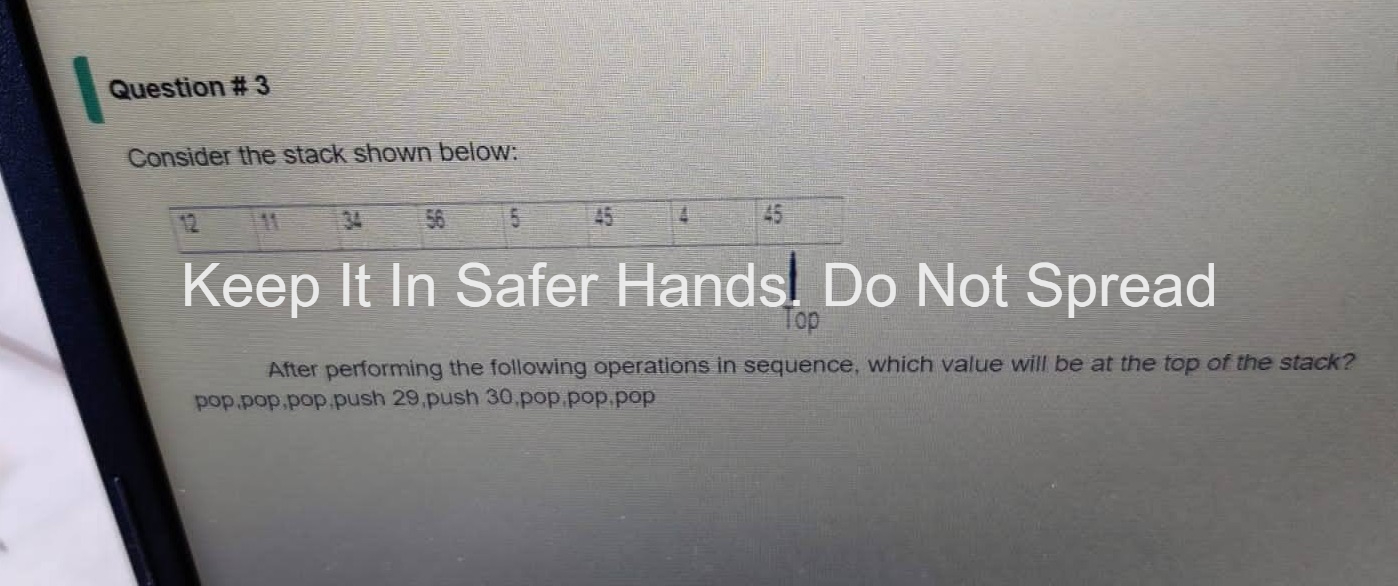 Question # 3
Consider the stack shown below:
12 11 34 56 5 45 4 45
Keep It In Safer Hands. Do Not Spread
Top
After performing the following operations in sequence, which value will be at the top of the stack?
pop,pop,pop,push 29,push 30,pop,pop,pop